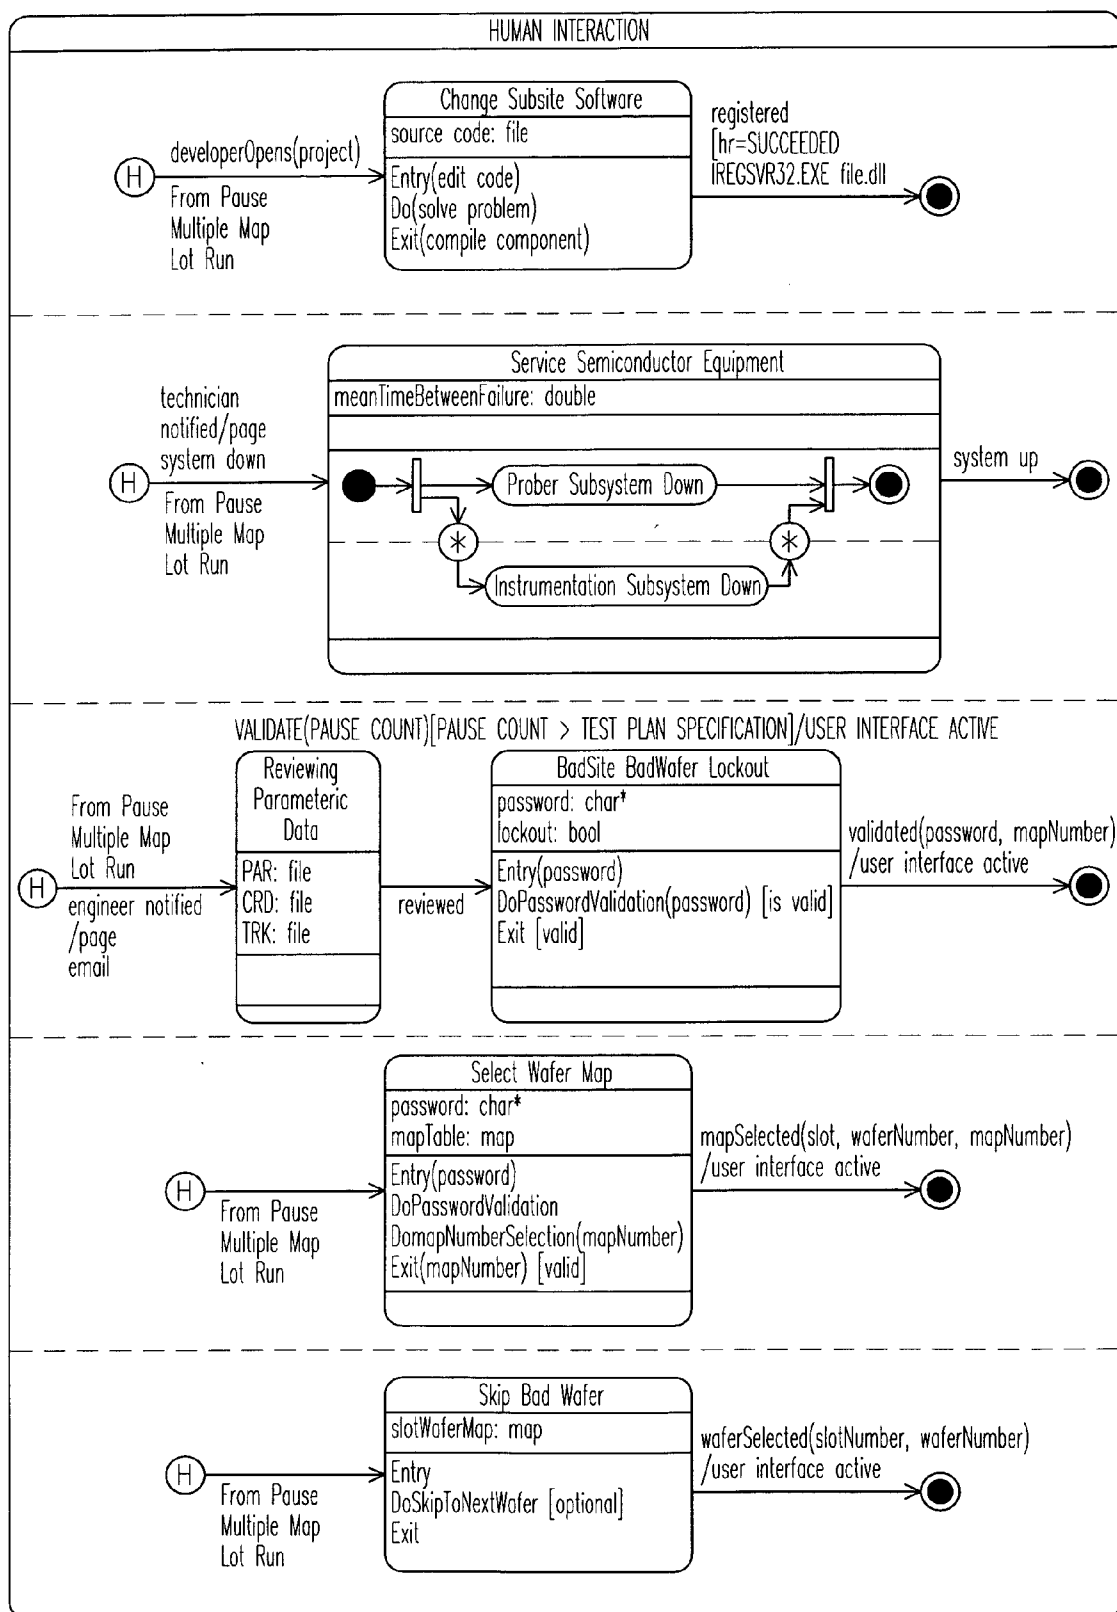 HUMAN INTERACTION
Change Subsite Software
source code: file
Entry(edit code)
Do(solve problem)
Exit(compile component)
H
developerOpens(project)
From Pause
Multiple Map
Lot Run
registered
[hr=SUCCEEDED
IREGSVR32.EXE file.dll
Service Semiconductor Equipment
meanTimeBetweenFailure: double
technician
notified/page
system down
H
From Pause
Multiple Map
Lot Run
Prober Subsystem Down
*
*
Instrumentation Subsystem Down
system up
VALIDATE(PAUSE COUNT)[PAUSE COUNT > TEST PLAN SPECIFICATION]/USER INTERFACE ACTIVE
From Pause
Multiple Map
Lot Run
H
engineer notified
/page
email
Reviewing
Parameteric
Data
PAR: file
CRD: file
TRK: file
reviewed
BadSite BadWafer Lockout
password: char*
lockout: bool
Entry(password)
DoPasswordValidation(password) [is valid]
Exit [valid]
validated(password, mapNumber)
/user interface active
Select Wafer Map
password: char*
mapTable: map
Entry(password)
DoPasswordValidation
DomapNumberSelection(mapNumber)
Exit(mapNumber) [valid]
H
From Pause
Multiple Map
Lot Run
mapSelected(slot, waferNumber, mapNumber)
/user interface active
Skip Bad Wafer
slotWaferMap: map
Entry
DoSkipToNextWafer [optional]
Exit
H
From Pause
Multiple Map
Lot Run
waferSelected(slotNumber, waferNumber)
/user interface active